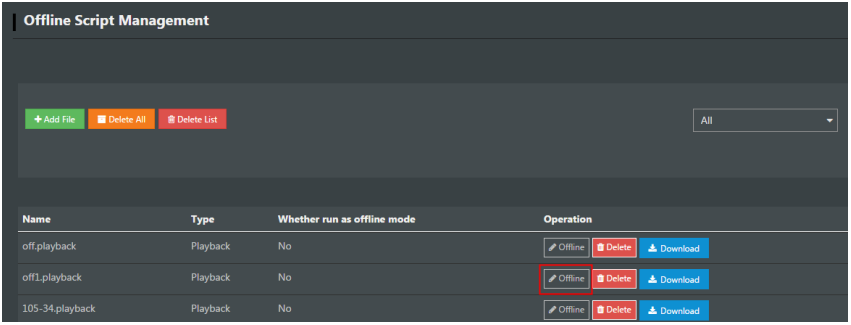 Offline Script Management
Add File Delete All Delete List All
Name Type Whether run as offline mode Operation
off.playback Playback No Offline Delete Download
off1.playback Playback No Offline Delete Download
105-34.playback Playback No Offline Delete Download